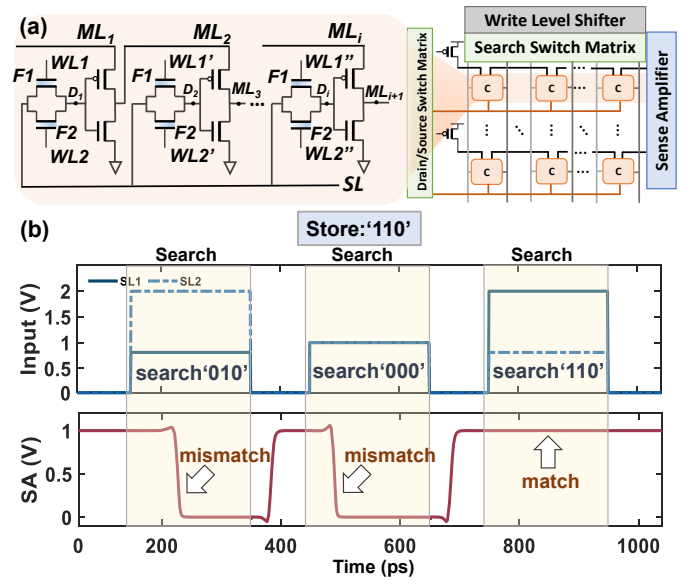 (a)
ML1 ML2 MLi
WL1 WL1' WL1''
F1 F1 F1
D1 D2 ML3 ... Di MLi+1
F2 F2 F2
WL2 WL2' WL2''
SL
Write Level Shifter
Search Switch Matrix
Drain/Source Switch Matrix
Sense Amplifier
C C ... C
C C ... C
(b)
Store:‘110’
Search Search Search
SL1 SL2
Input (V)
2
1.5
1
0.5
0
search‘010’ search‘000’ search‘110’
SA (V)
1
0
mismatch mismatch match
200 400 600 800 1000
Time (ps)